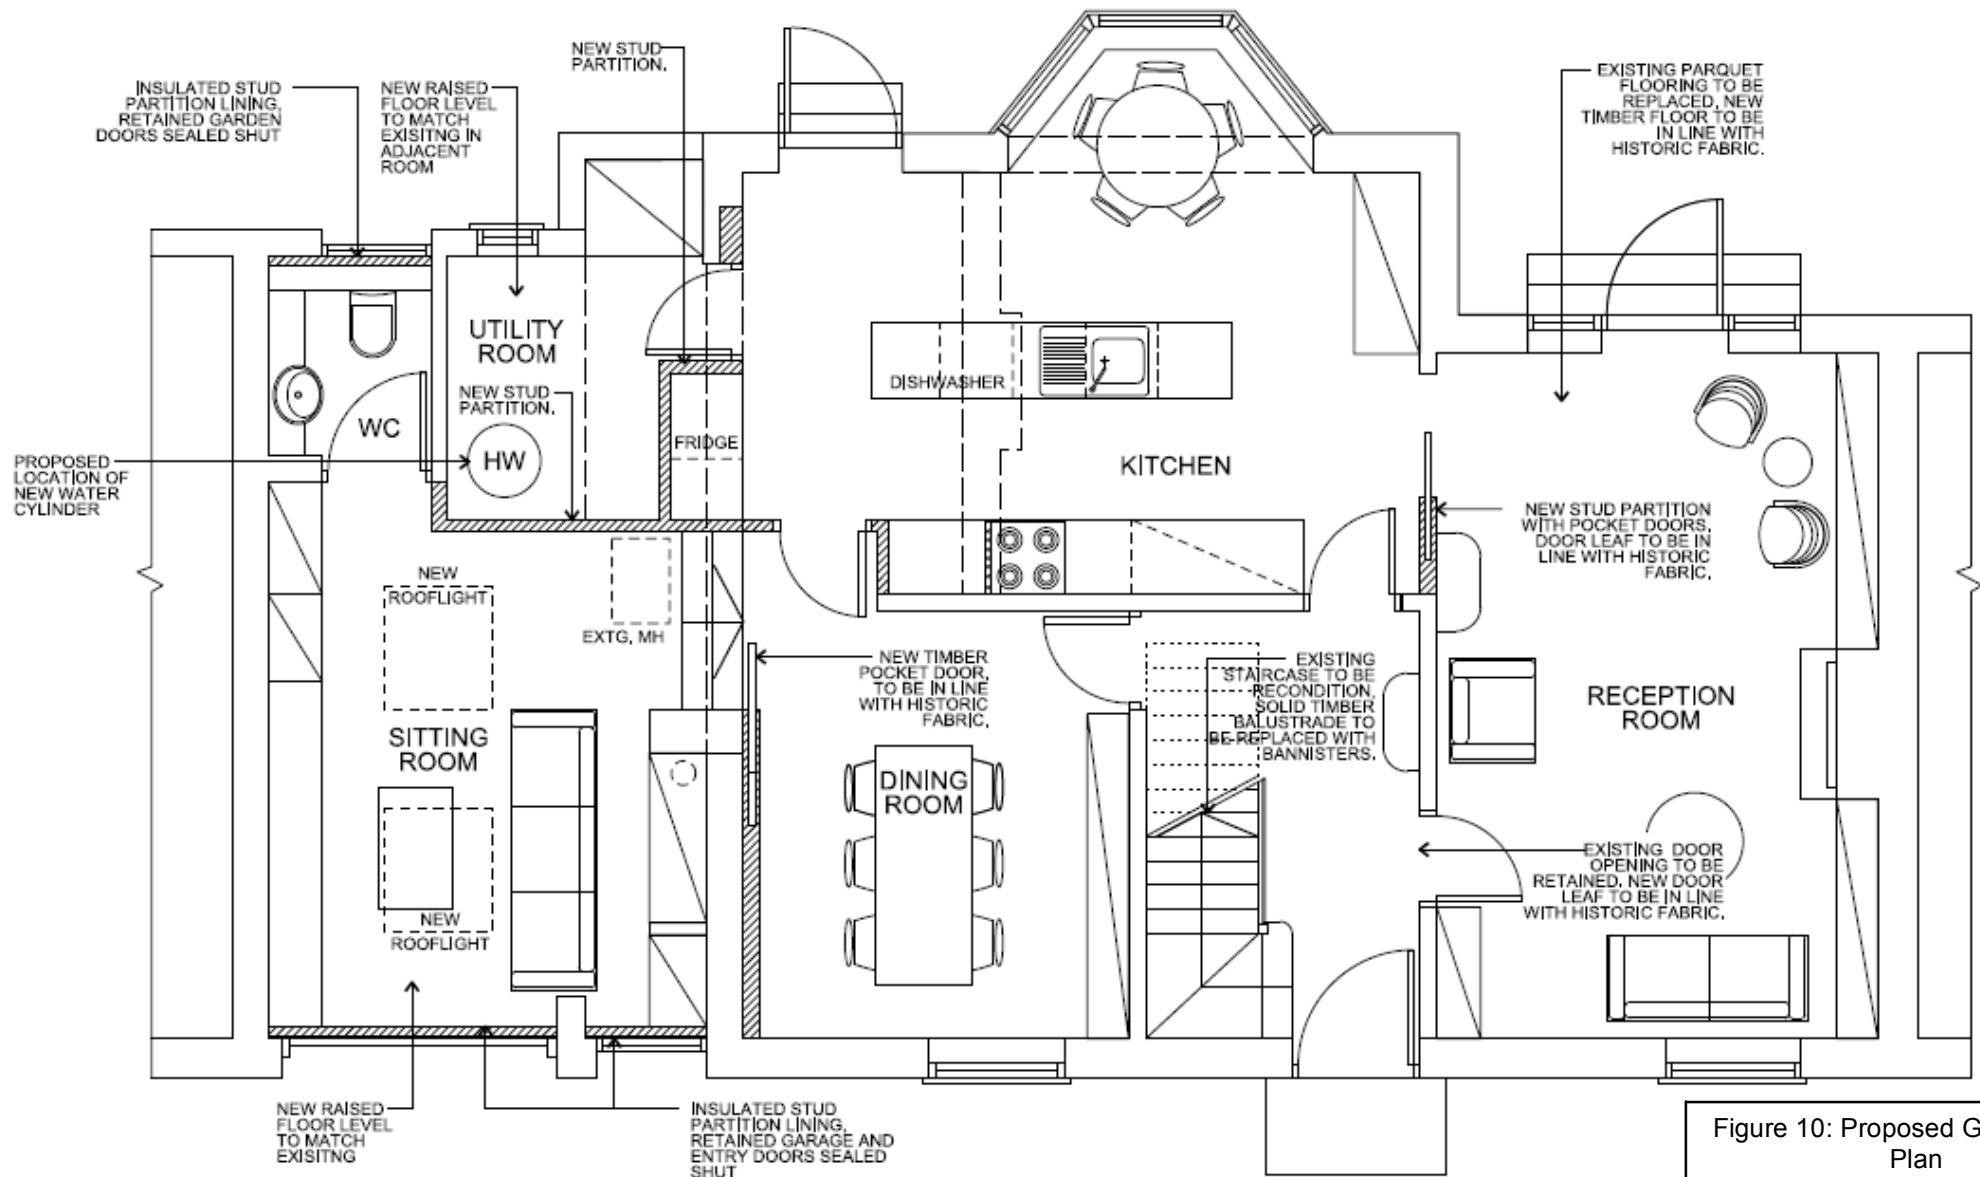 NEW STUD
PARTITION.
INSULATED STUD
PARTITION LINING,
RETAINED GARDEN
DOORS SEALED SHUT
NEW RAISED
FLOOR LEVEL
TO MATCH
EXISITNG IN
ADJACENT
ROOM
EXISTING PARQUET
FLOORING TO BE
REPLACED, NEW
TIMBER FLOOR TO BE
IN LINE WITH
HISTORIC FABRIC.
UTILITY
ROOM
NEW STUD
PARTITION.
WC
HW
FRIDGE
DISHWASHER
KITCHEN
PROPOSED
LOCATION OF
NEW WATER
CYLINDER
NEW STUD PARTITION
WITH POCKET DOORS.
DOOR LEAF TO BE IN
LINE WITH HISTORIC
FABRIC.
NEW
ROOFLIGHT
EXTG. MH
NEW TIMBER
POCKET DOOR,
TO BE IN LINE
WITH HISTORIC
FABRIC.
EXISTING
STAIRCASE TO BE
RECONDITION,
SOLID TIMBER
BALUSTRADE TO
BE REPLACED WITH
BANNISTERS.
RECEPTION
ROOM
SITTING
ROOM
DINING
ROOM
EXISTING DOOR
OPENING TO BE
RETAINED. NEW DOOR
LEAF TO BE IN LINE
WITH HISTORIC FABRIC.
NEW
ROOFLIGHT
NEW RAISED
FLOOR LEVEL
TO MATCH
EXISITNG
INSULATED STUD
PARTITION LINING,
RETAINED GARAGE AND
ENTRY DOORS SEALED
SHUT
Figure 10: Proposed G
Plan